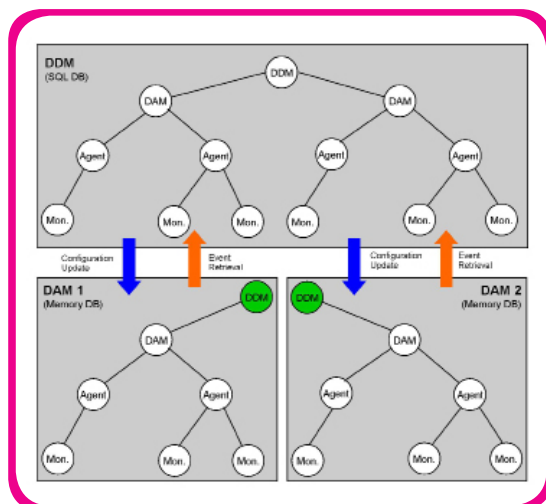 DDM
(SQL DB)
DDM
DAM
DAM
Agent
Agent
Agent
Agent
Mon.
Mon.
Mon.
Mon.
Mon.
Mon.
Configuration
Update
Event
Retrieval
Configuration
Update
Event
Retrieval
DAM 1
(Memory DB)
DDM
DAM
Agent
Agent
Mon.
Mon.
Mon.
DDM
DAM 2
(Memory DB)
DAM
Agent
Agent
Mon.
Mon.
Mon.